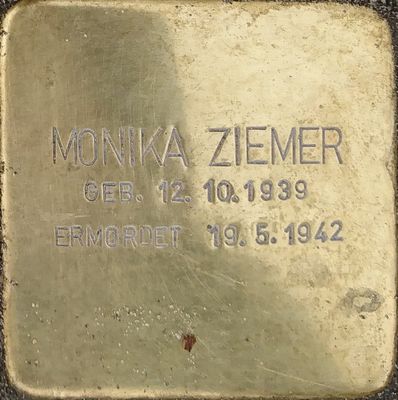 MONIKA ZIEMER
GEB. 12.10.1939
ERMORDET 19.5.1942